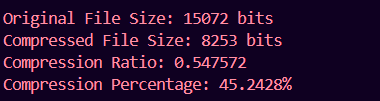 Original File Size: 15072 bits
Compressed File Size: 8253 bits
Compression Ratio: 0.547572
Compression Percentage: 45.2428%